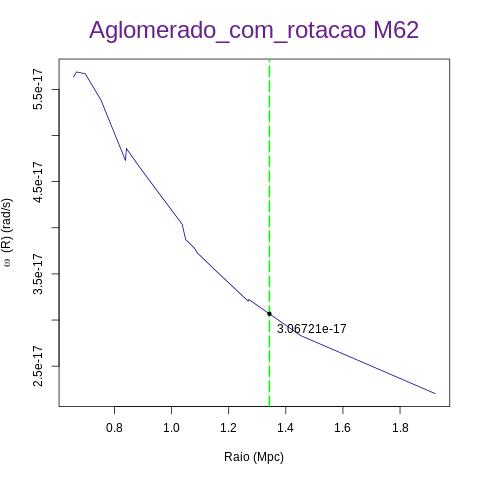 Aglomerado_com_rotacao M62
ω (R) (rad/s)
5.5e-17
4.5e-17
3.5e-17
2.5e-17
3.06721e-17
0.8 1.0 1.2 1.4 1.6 1.8
Raio (Mpc)